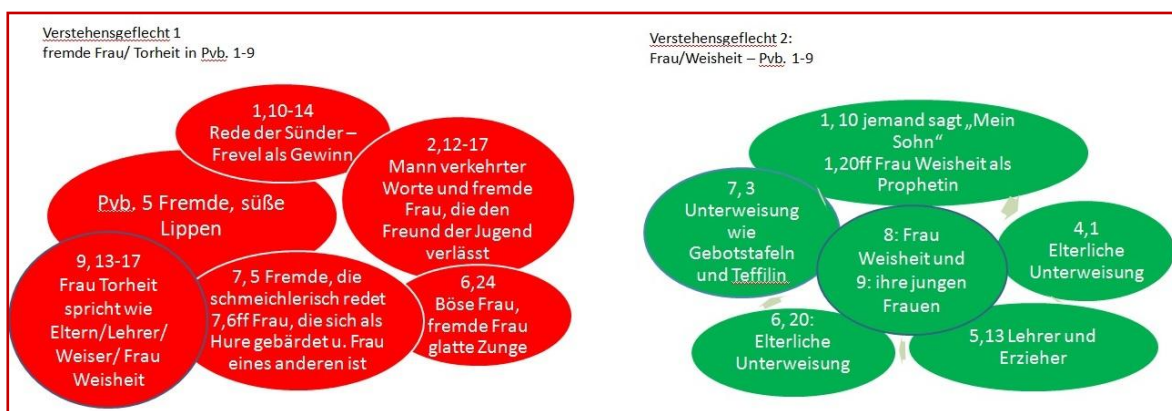 Verstehensgeflecht 1
fremde Frau/ Torheit in Pvb. 1-9
1,10-14
Rede der Sünder –
Frevel als Gewinn
2,12-17
Mann verkehrter
Worte und fremde
Frau, die den
Freund der Jugend
verlässt
Pvb. 5 Fremde, süße
Lippen
9, 13-17
Frau Torheit
spricht wie
Eltern/Lehrer/
Weiser/ Frau
Weisheit
7, 5 Fremde, die
schmeichlerisch redet
7,6ff Frau, die sich als
Hure gebärdet u. Frau
eines anderen ist
6,24
Böse Frau,
fremde Frau
glatte Zunge
Verstehensgeflecht 2:
Frau/Weisheit – Pvb. 1-9
1, 10 jemand sagt „Mein
Sohn“
1,20ff Frau Weisheit als
Prophetin
7, 3
Unterweisung
wie
Gebotstafeln
und Teffilin
8: Frau
Weisheit und
9: ihre jungen
Frauen
4,1
Elterliche
Unterweisung
6, 20:
Elterliche
Unterweisung
5,13 Lehrer und
Erzieher